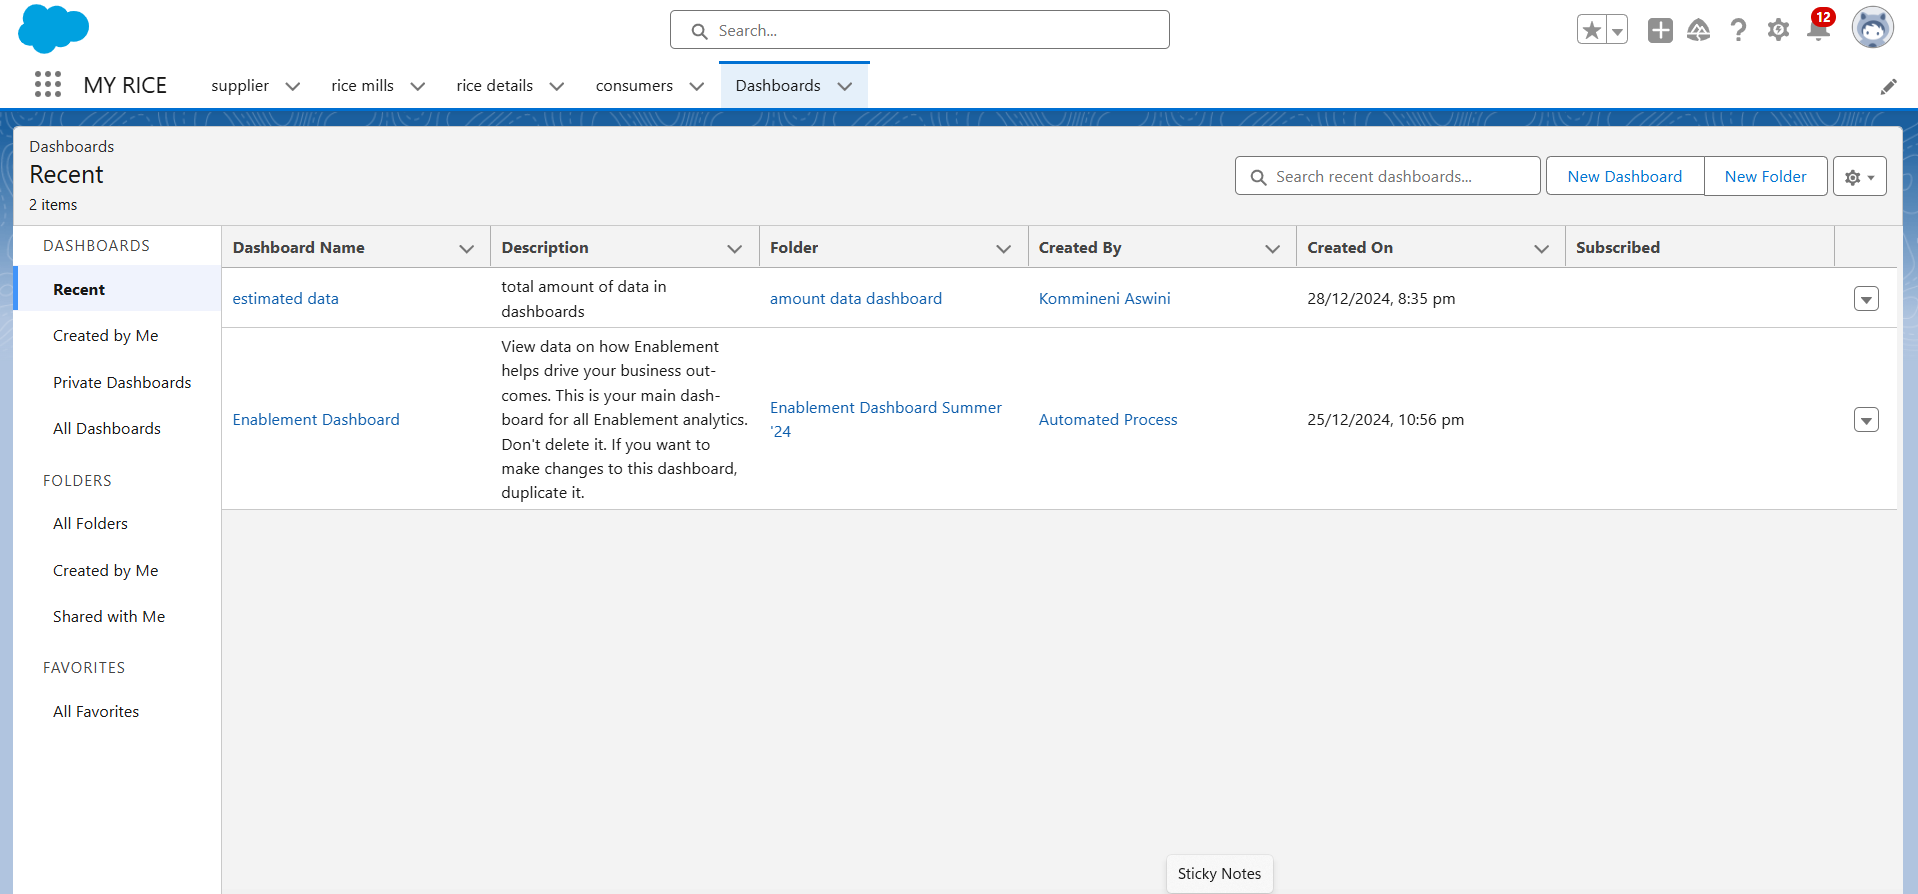 Search...
12
MY RICE
supplier
rice mills
rice details
consumers
Dashboards
Dashboards
Recent
2 items
Search recent dashboards...
New Dashboard
New Folder
DASHBOARDS
Recent
Created by Me
Private Dashboards
All Dashboards
FOLDERS
All Folders
Created by Me
Shared with Me
FAVORITES
All Favorites
Dashboard Name
Description
Folder
Created By
Created On
Subscribed
estimated data
total amount of data in
dashboards
amount data dashboard
Kommineni Aswini
28/12/2024, 8:35 pm
Enablement Dashboard
View data on how Enablement
helps drive your business out-
comes. This is your main dash-
board for all Enablement analytics.
Don't delete it. If you want to
make changes to this dashboard,
duplicate it.
Enablement Dashboard Summer
'24
Automated Process
25/12/2024, 10:56 pm
Sticky Notes